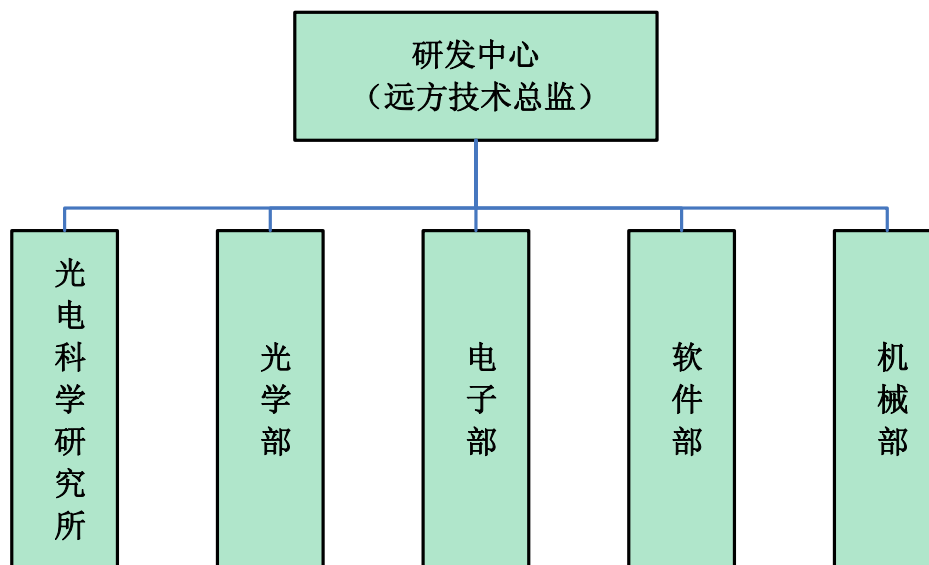 研发中心
（远方技术总监）
光电科学研究所
光学部
电子部
软件部
机械部